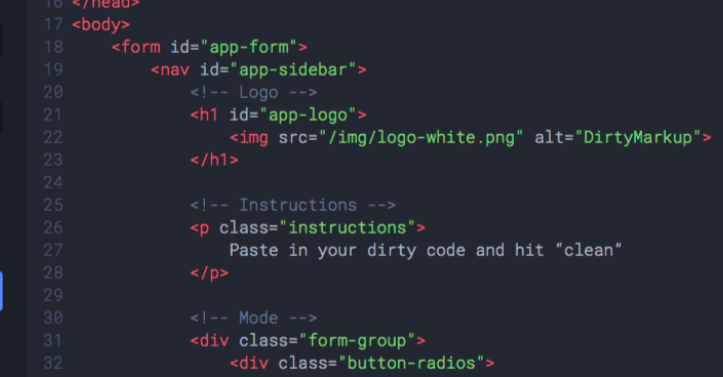 16 </head>
17 <body>
18     <form id="app-form">
19         <nav id="app-sidebar">
20             <!-- Logo -->
21             <h1 id="app-logo">
22                 <img src="/img/logo-white.png" alt="DirtyMarkup">
23             </h1>
24
25             <!-- Instructions -->
26             <p class="instructions">
27                 Paste in your dirty code and hit “clean”
28             </p>
29
30             <!-- Mode -->
31             <div class="form-group">
32                 <div class="button-radios">